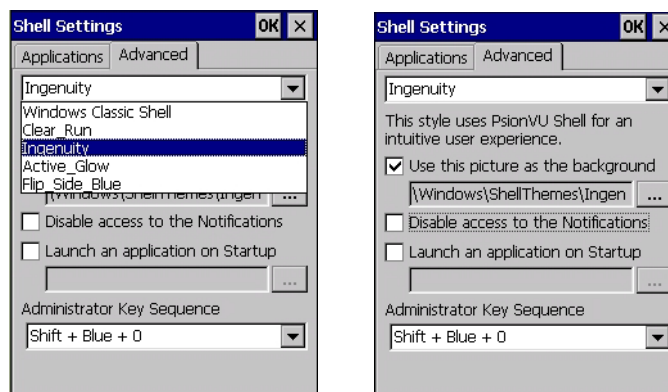 Shell Settings OK ×
Applications Advanced
Ingenuity
Windows Classic Shell
Clear_Run
Ingenuity
Active_Glow
Flip_Side_Blue
\Windows\ShellThemes\Ingen ...
Disable access to the Notifications
Launch an application on Startup
...
Administrator Key Sequence
Shift + Blue + 0
Shell Settings OK ×
Applications Advanced
Ingenuity
This style uses PsionVU Shell for an
intuitive user experience.
Use this picture as the background
\Windows\ShellThemes\Ingen ...
Disable access to the Notifications
Launch an application on Startup
...
Administrator Key Sequence
Shift + Blue + 0